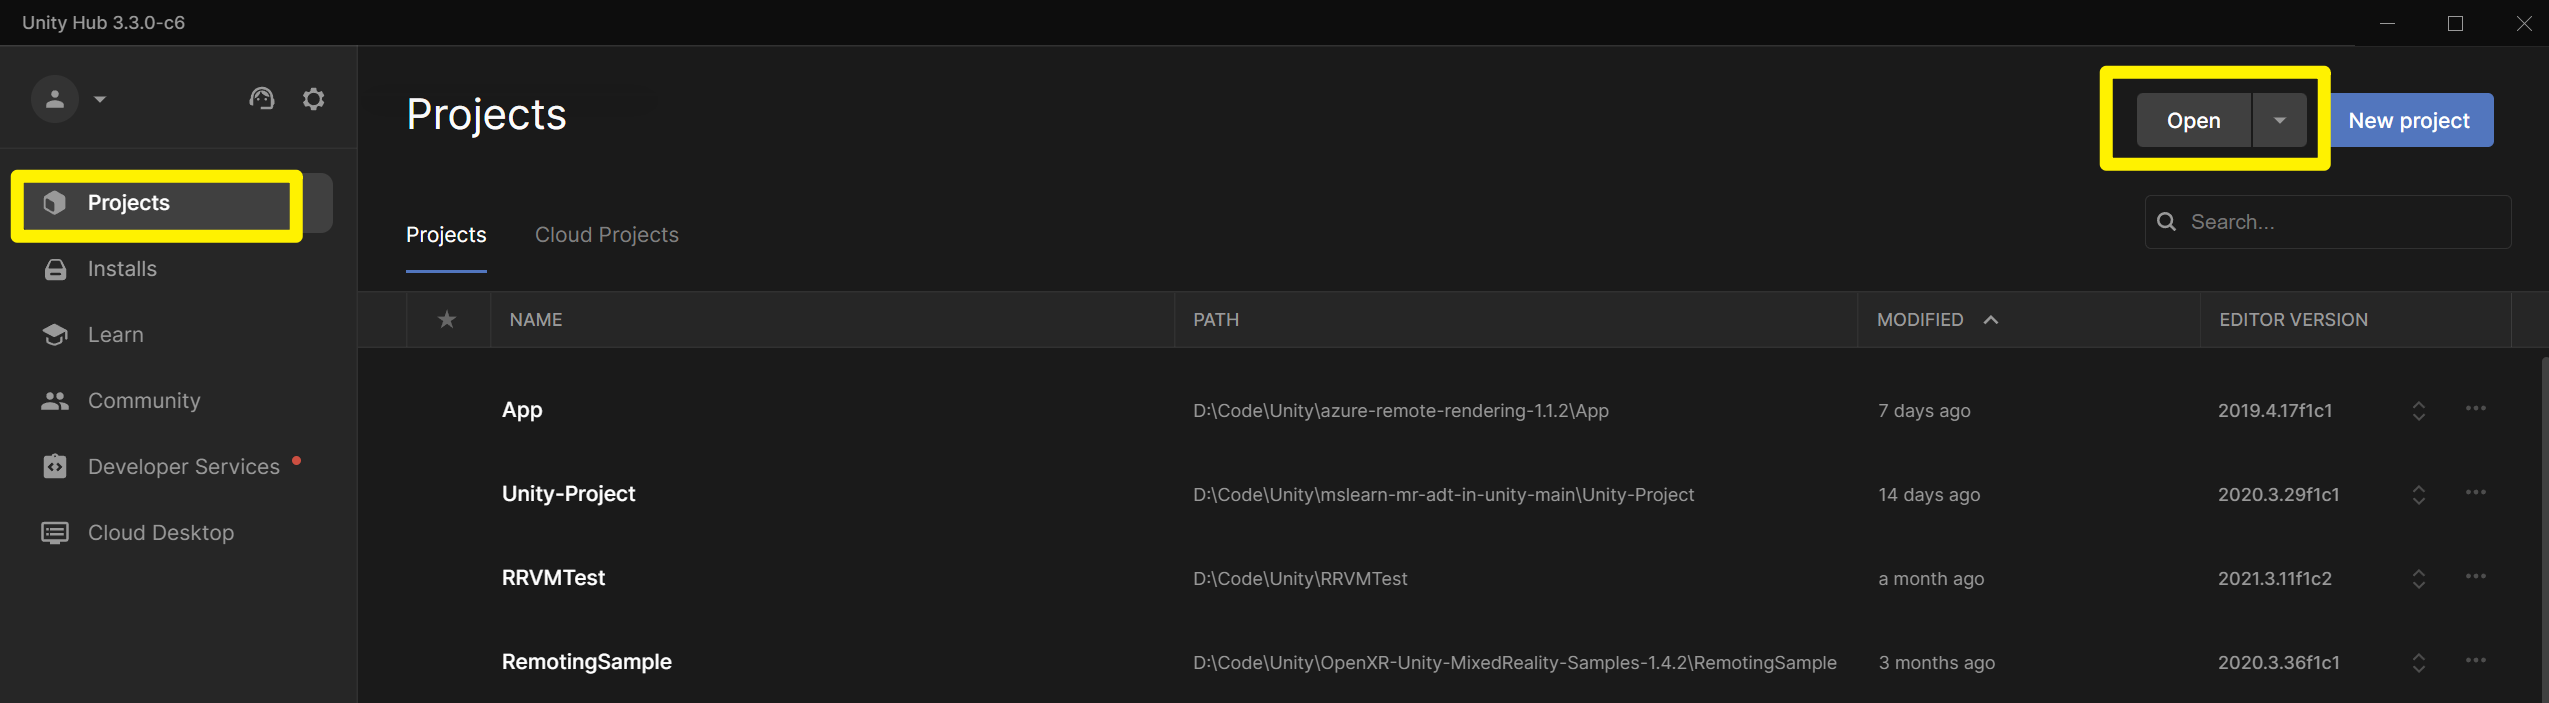 Unity Hub 3.3.0-c6
Projects
Installs
Learn
Community
Developer Services
Cloud Desktop
Projects
Open
New project
Projects Cloud Projects
Search...
NAME PATH MODIFIED EDITOR VERSION
App D:\Code\Unity\azure-remote-rendering-1.1.2\App 7 days ago 2019.4.17f1c1
Unity-Project D:\Code\Unity\mslearn-mr-adt-in-unity-main\Unity-Project 14 days ago 2020.3.29f1c1
RRVMTest D:\Code\Unity\RRVMTest a month ago 2021.3.11f1c2
RemotingSample D:\Code\Unity\OpenXR-Unity-MixedReality-Samples-1.4.2\RemotingSample 3 months ago 2020.3.36f1c1